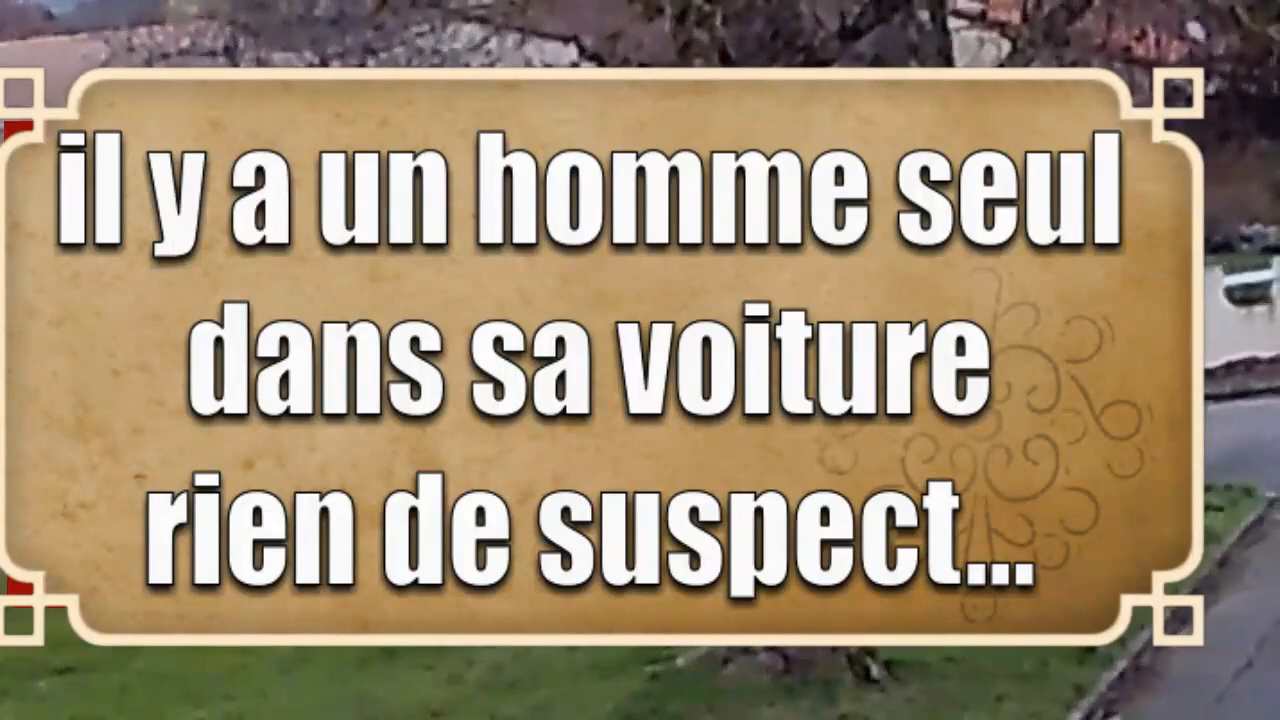 il y a un homme seul
dans sa voiture
rien de suspect...